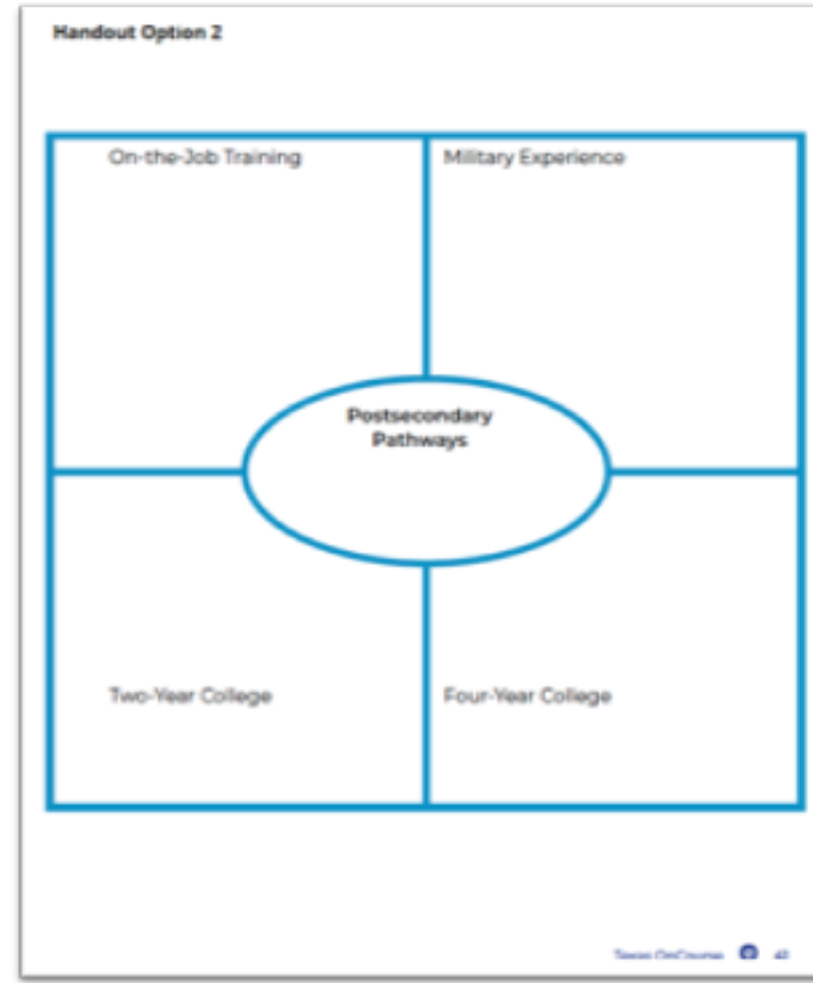 Handout Option 2
On-the-Job Training
Military Experience
Postsecondary
Pathways
Two-Year College
Four-Year College
Texas OnCourse